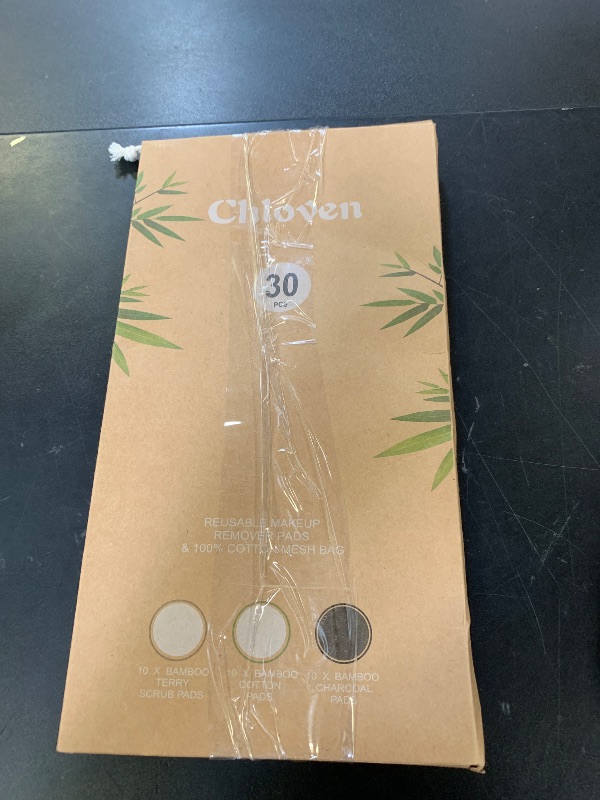 Chloven
30
PCS
REUSABLE MAKEUP
REMOVER PADS
& 100% COTTON MESH BAG
10 X BAMBOO
TERRY
SCRUB PADS
10 X BAMBOO
COTTON
PADS
10 X BAMBOO
CHARCOAL
PADS